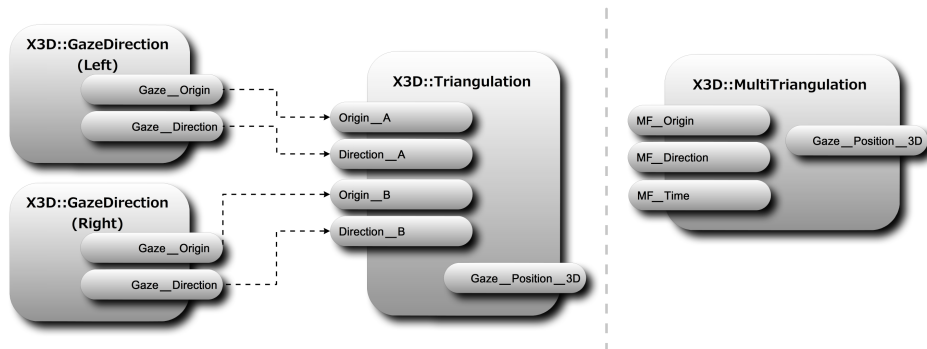 X3D::GazeDirection
(Left)
Gaze__Origin
Gaze__Direction
X3D::GazeDirection
(Right)
Gaze__Origin
Gaze__Direction
X3D::Triangulation
Origin__A
Direction__A
Origin__B
Direction__B
Gaze__Position__3D
X3D::MultiTriangulation
MF__Origin
MF__Direction
MF__Time
Gaze__Position__3D